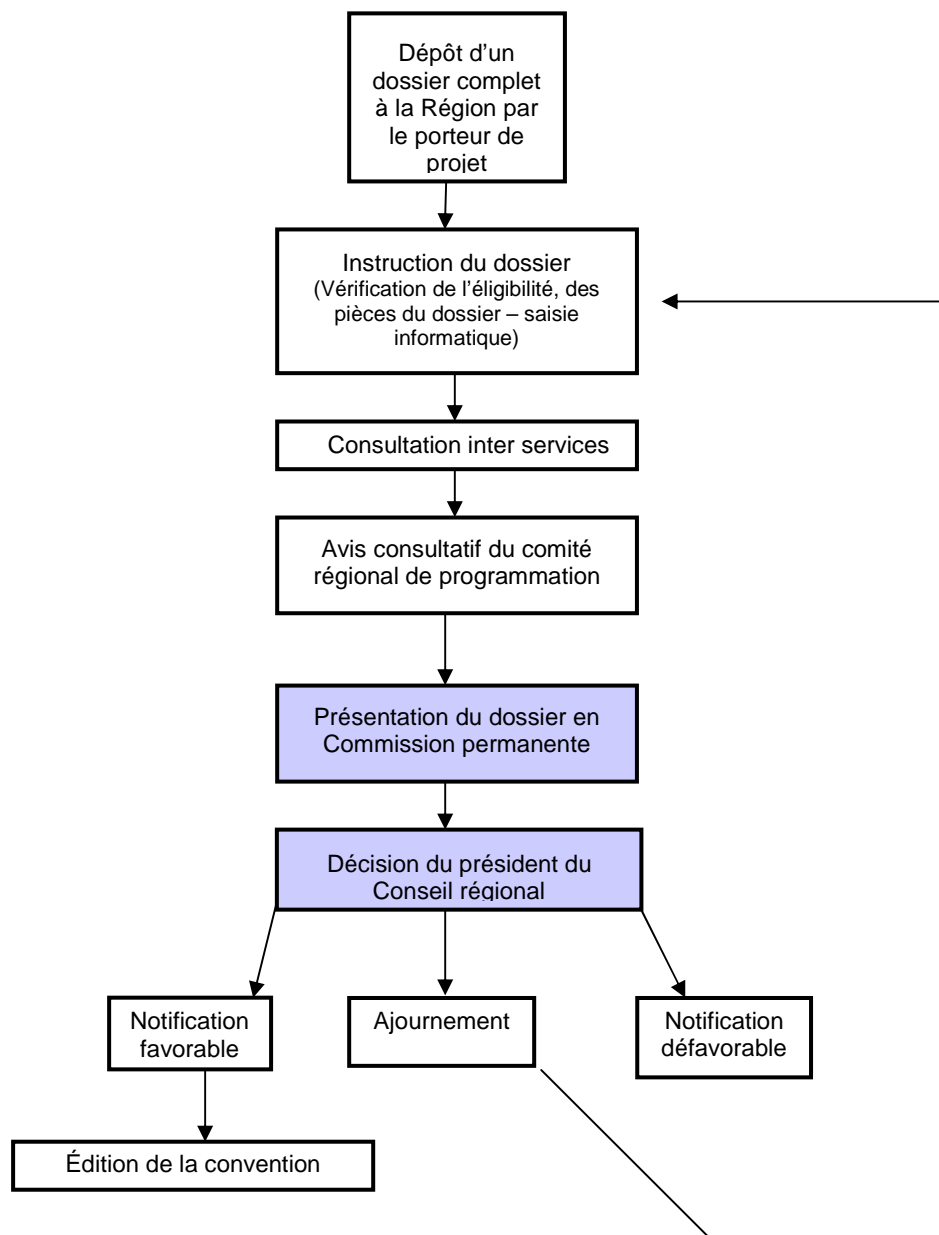 Dépôt d’un
dossier complet
à la Région par
le porteur de
projet
Instruction du dossier
(Vérification de l’éligibilité, des
pièces du dossier – saisie
informatique)
Consultation inter services
Avis consultatif du comité
régional de programmation
Présentation du dossier en
Commission permanente
Décision du président du
Conseil régional
Notification
favorable
Ajournement
Notification
défavorable
Édition de la convention